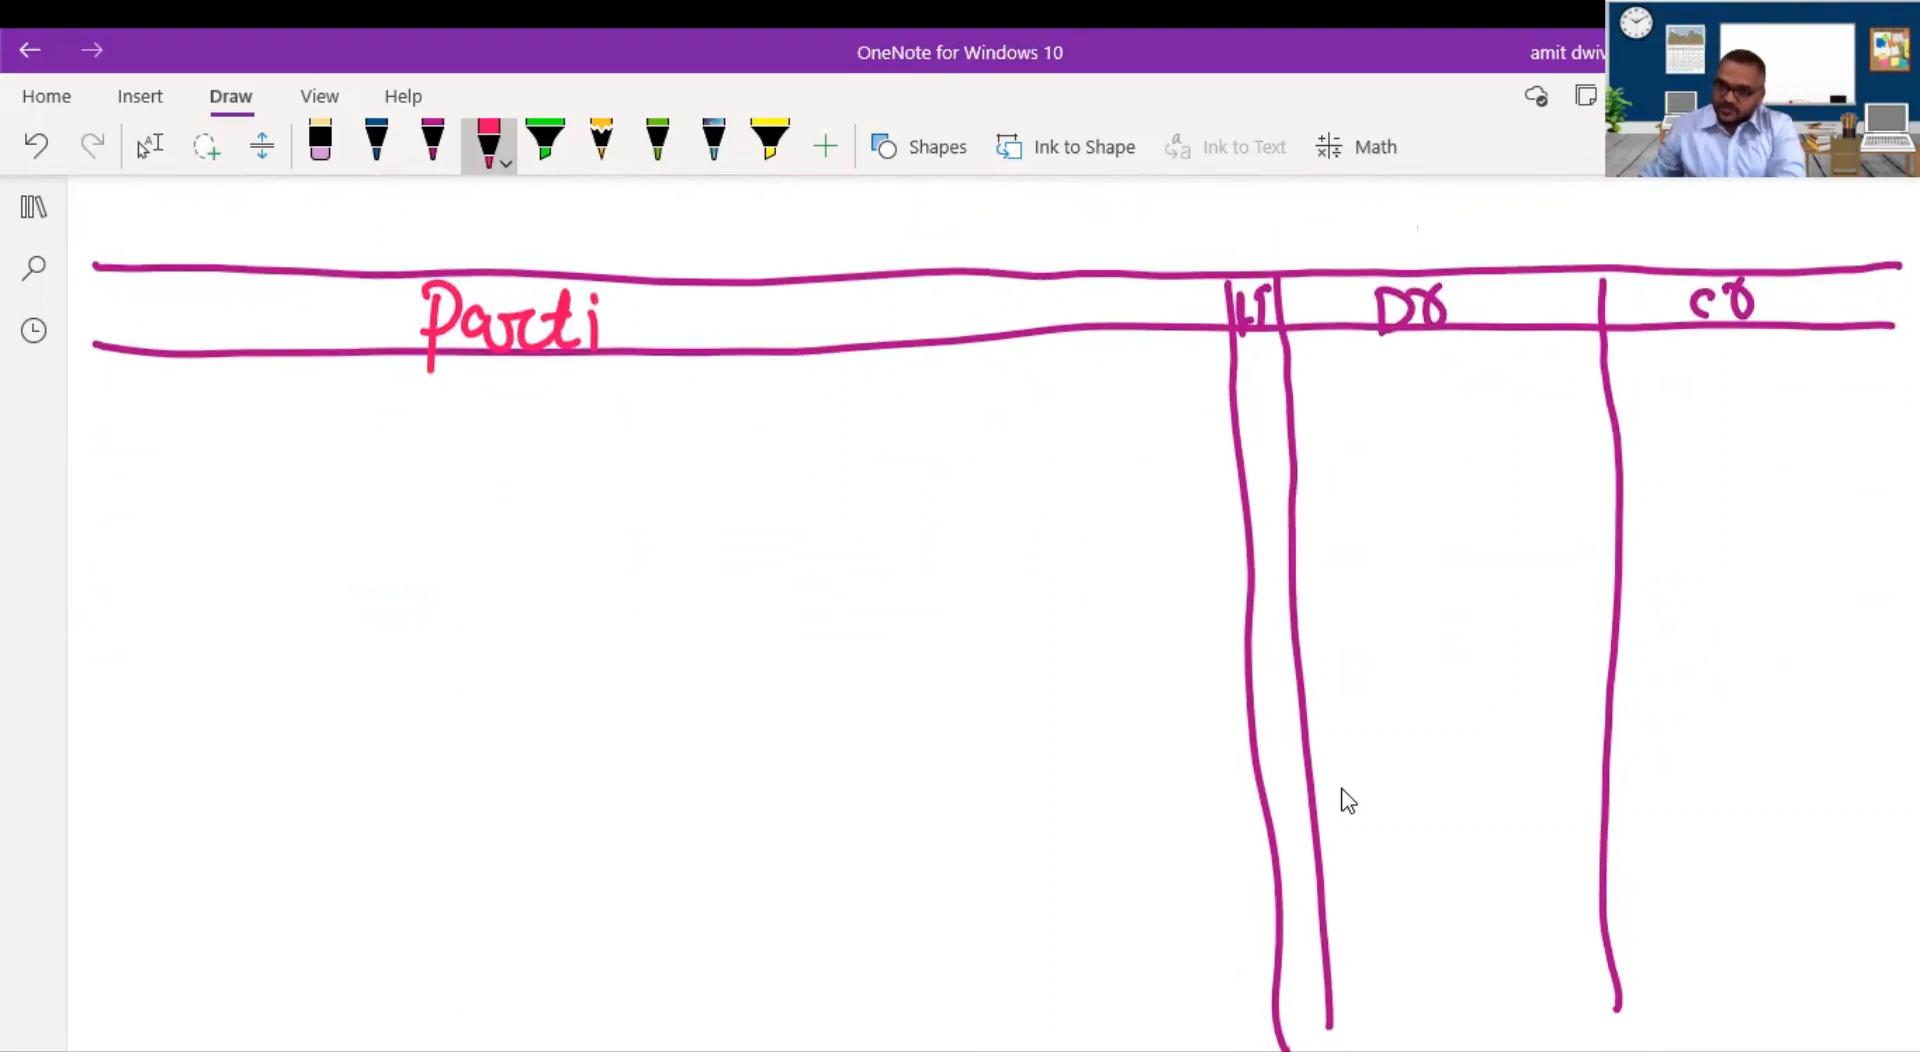 OneNote for Windows 10
amit dwiv
Home Insert Draw View Help
Shapes Ink to Shape Ink to Text Math
Parti Lf Dr Cr